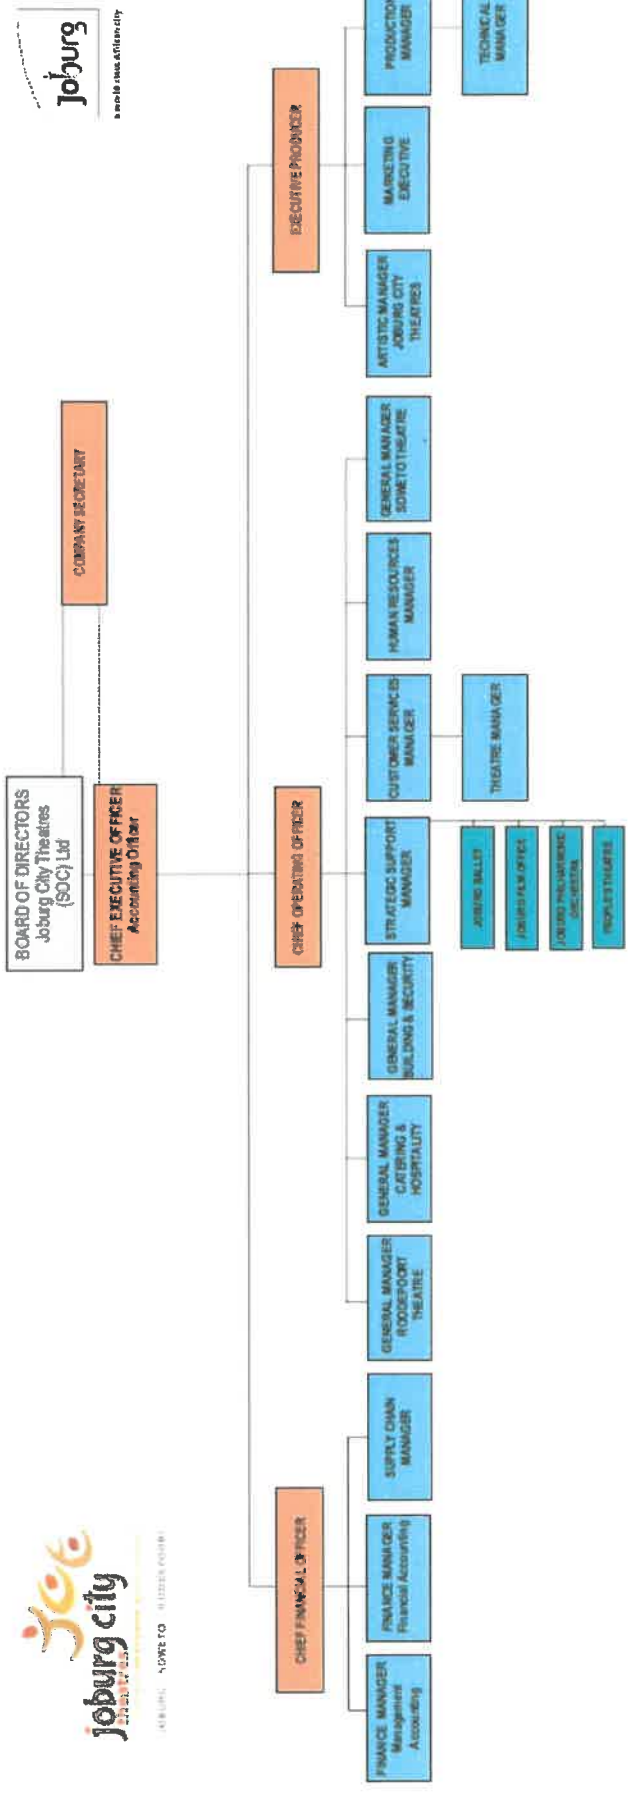 joburg city
theatres
SOWETO
Joburg
BOARD OF DIRECTORS
Joburg City Theatres
(SOC) Ltd
CHIEF EXECUTIVE OFFICER
Accounting Officer
COMPANY SECRETARY
CHIEF FINANCIAL OFFICER
CHIEF OPERATING OFFICER
EXECUTIVE PRODUCER
FINANCE MANAGER
Management
Accounting
FINANCE MANAGER
Financial Accounting
SUPPLY CHAIN
MANAGER
GENERAL MANAGER
ROODEPOORT
THEATRE
GENERAL MANAGER
CATERING &
HOSPITALITY
GENERAL MANAGER
BUILDING & SECURITY
STRATEGIC SUPPORT
MANAGER
CUSTOMER SERVICES
MANAGER
HUMAN RESOURCES
MANAGER
GENERAL MANAGER
SOWETO THEATRE
ARTISTIC MANAGER
JOBURG CITY
THEATRES
MARKETING
EXECUTIVE
PRODUCTION
MANAGER
JOBURG BALLET
JOBURG FILM OFFICE
JOBURG PHILHARMONIC
ORCHESTRA
PEOPLES THEATRE
THEATRE MANAGER
TECHNICAL
MANAGER